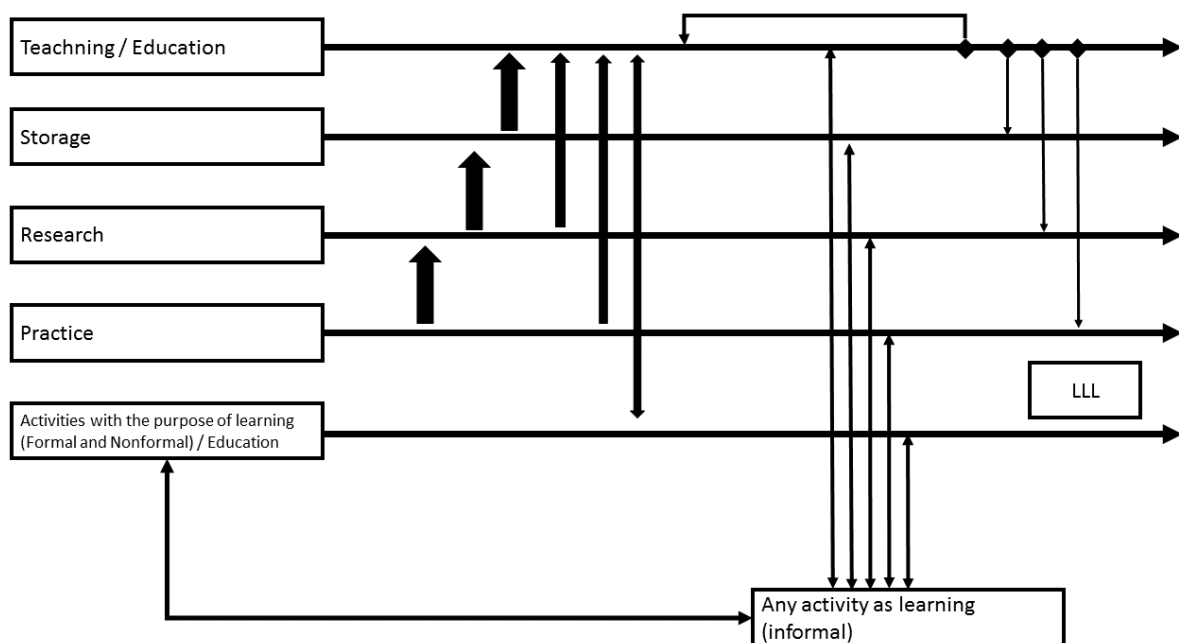 Teachning / Education
Storage
Research
Practice
LLL
Activities with the purpose of learning
(Formal and Nonformal) / Education
Any activity as learning
(informal)